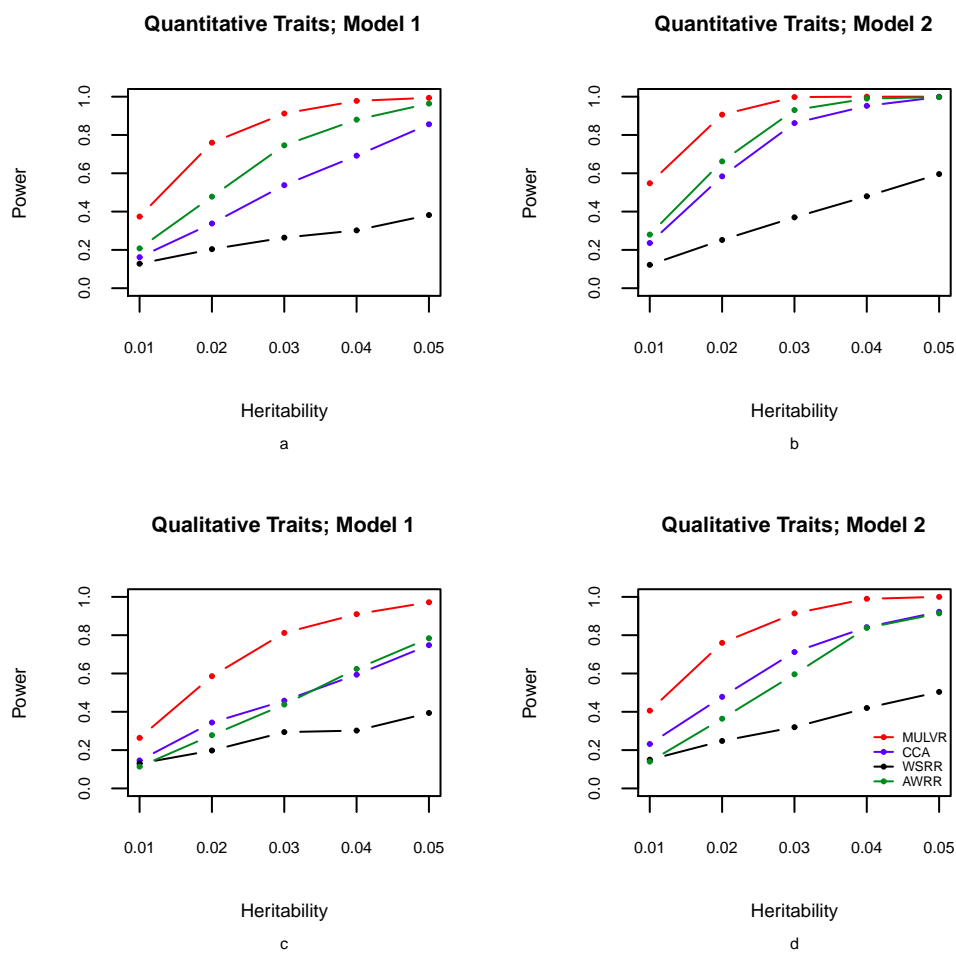 Quantitative Traits; Model 1
Power
0.0 0.2 0.4 0.6 0.8 1.0
0.01 0.02 0.03 0.04 0.05
Heritability
a
Quantitative Traits; Model 2
Power
0.0 0.2 0.4 0.6 0.8 1.0
0.01 0.02 0.03 0.04 0.05
Heritability
b
Qualitative Traits; Model 1
Power
0.0 0.2 0.4 0.6 0.8 1.0
0.01 0.02 0.03 0.04 0.05
Heritability
c
Qualitative Traits; Model 2
Power
0.0 0.2 0.4 0.6 0.8 1.0
MULVR
CCA
WSRR
AWRR
0.01 0.02 0.03 0.04 0.05
Heritability
d